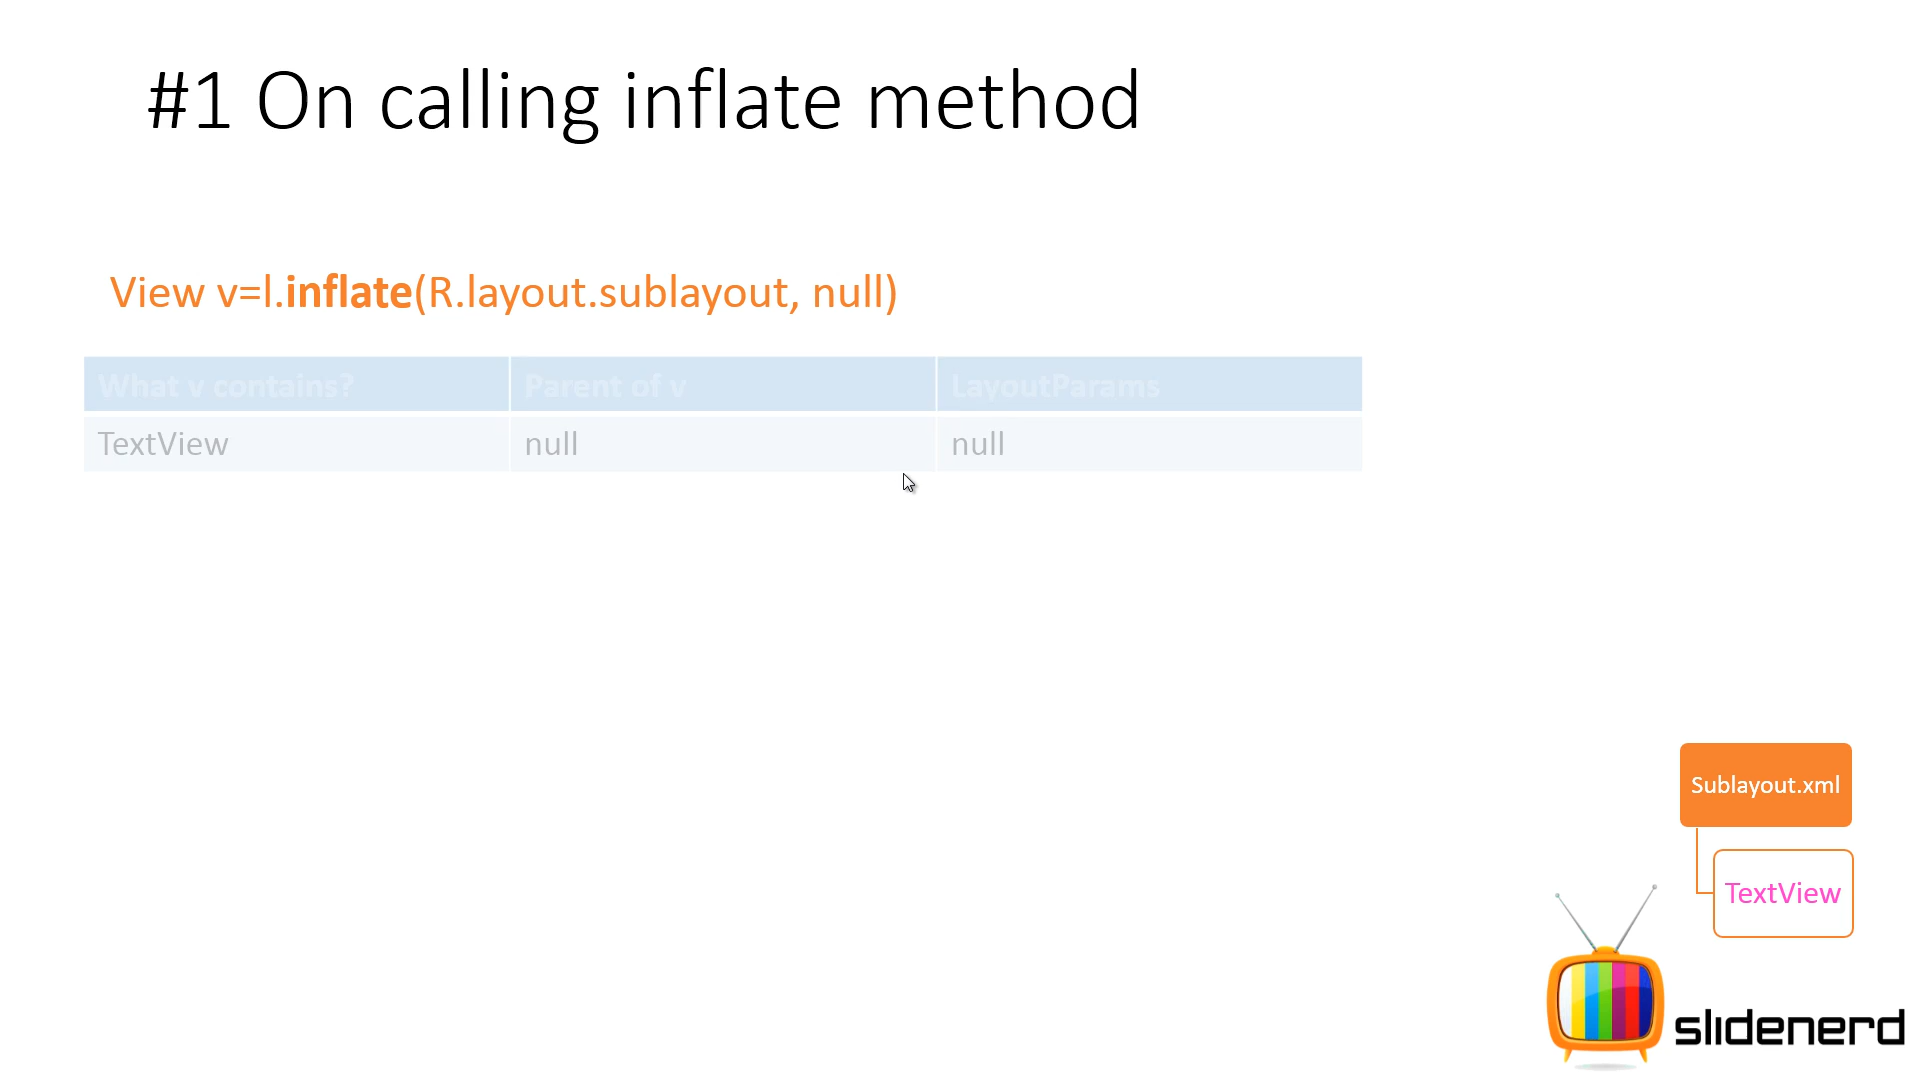 #1 On calling inflate method
View v=l.inflate(R.layout.sublayout, null)
What v contains? Parent of v LayoutParams
TextView null null
Sublayout.xml
TextView
slidenerd